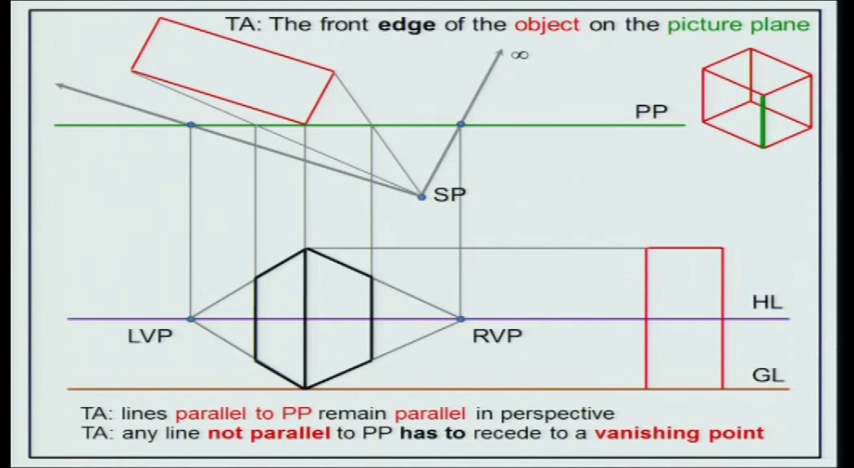 TA: The front edge of the object on the picture plane
∞
PP
SP
HL
LVP
RVP
GL
TA: lines parallel to PP remain parallel in perspective
TA: any line not parallel to PP has to recede to a vanishing point